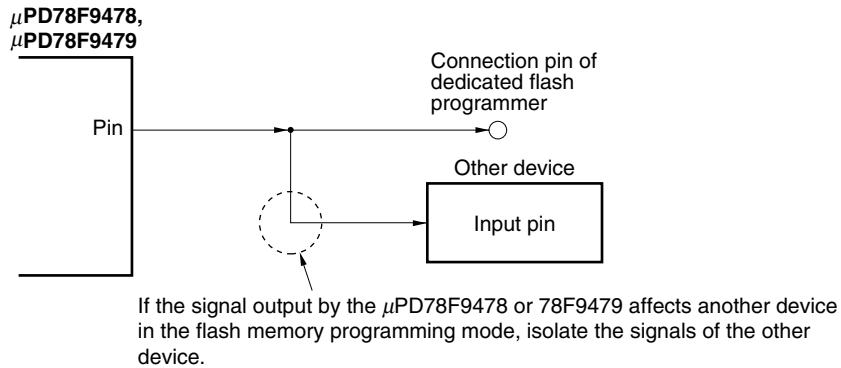 μPD78F9478,
μPD78F9479
Connection pin of
dedicated flash
programmer
Pin
Other device
Input pin
If the signal output by the μPD78F9478 or 78F9479 affects another device
in the flash memory programming mode, isolate the signals of the other
device.